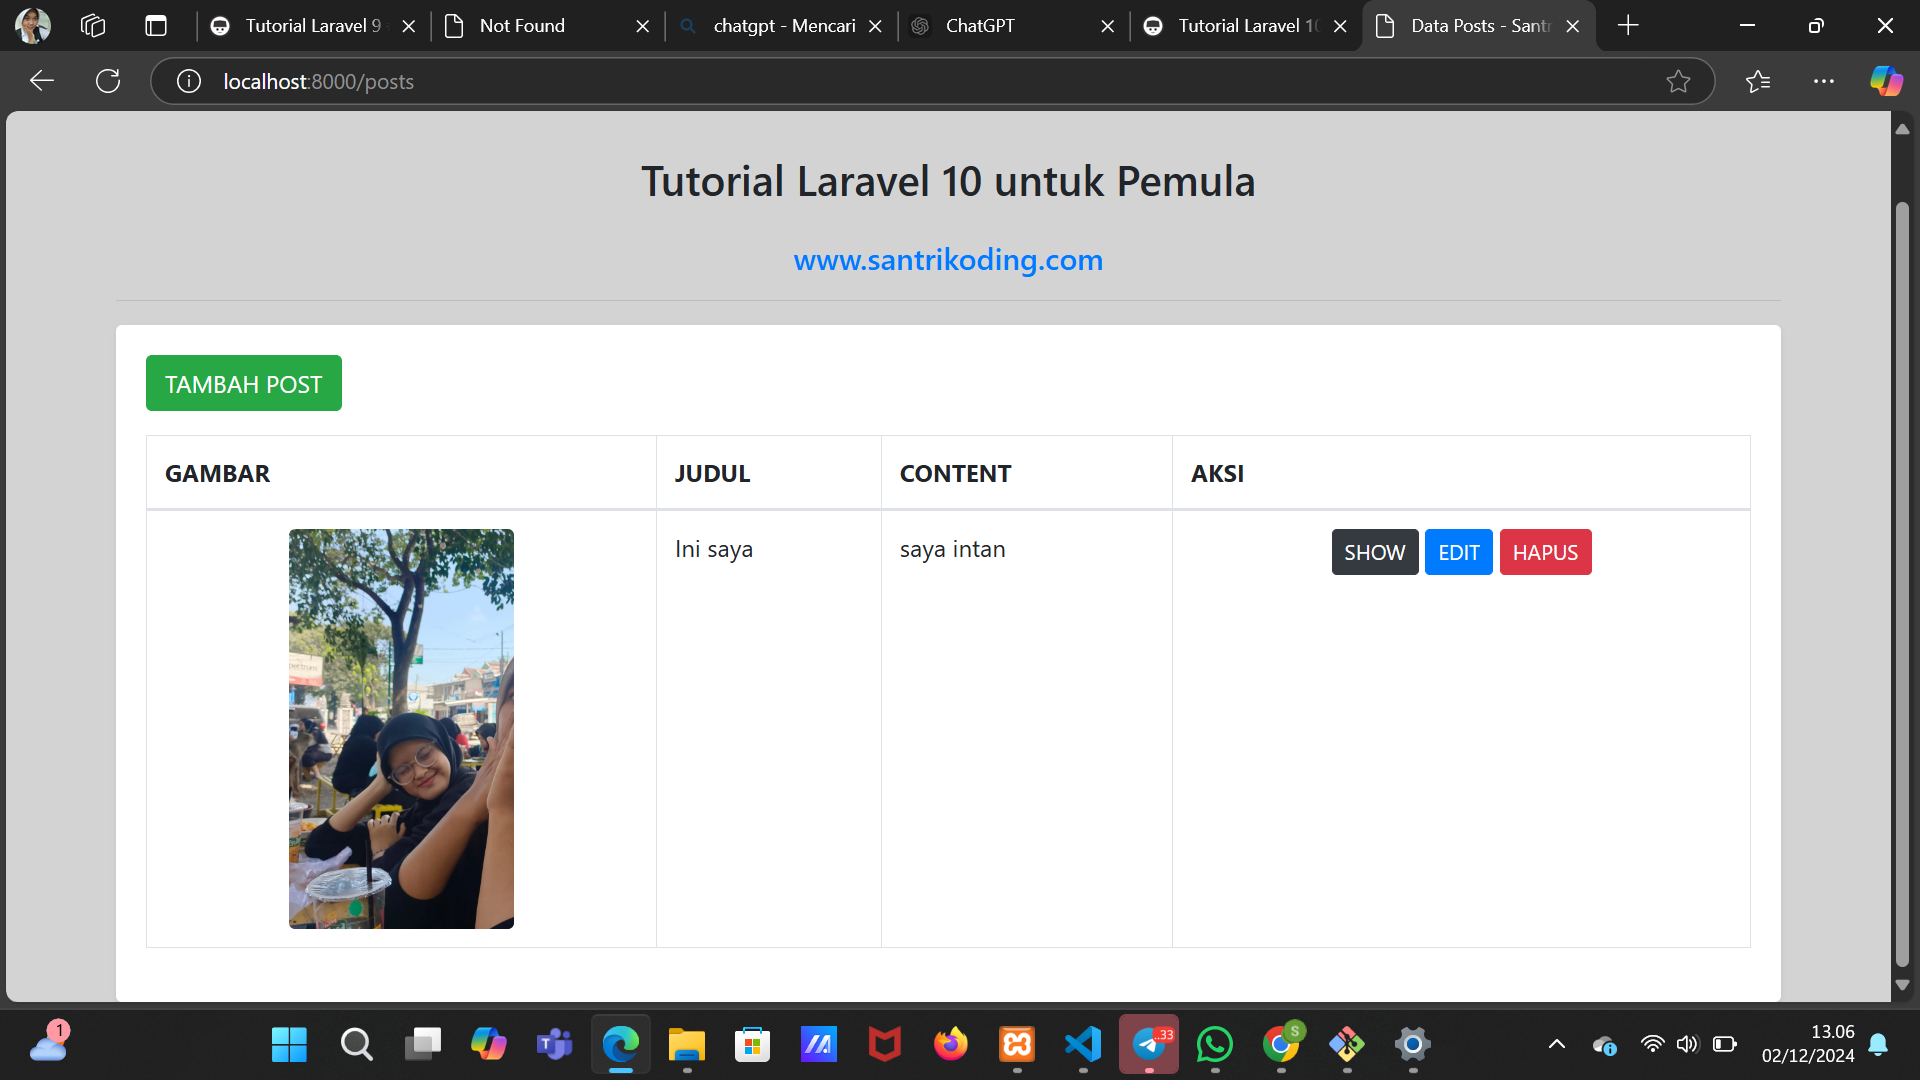 Tutorial Laravel 9
Not Found
chatgpt - Mencari
ChatGPT
Tutorial Laravel 10
Data Posts - Santr
localhost:8000/posts
Tutorial Laravel 10 untuk Pemula
www.santrikoding.com
TAMBAH POST
GAMBAR JUDUL CONTENT AKSI
Ini saya saya intan SHOW EDIT HAPUS
1
33
S
13.06
02/12/2024